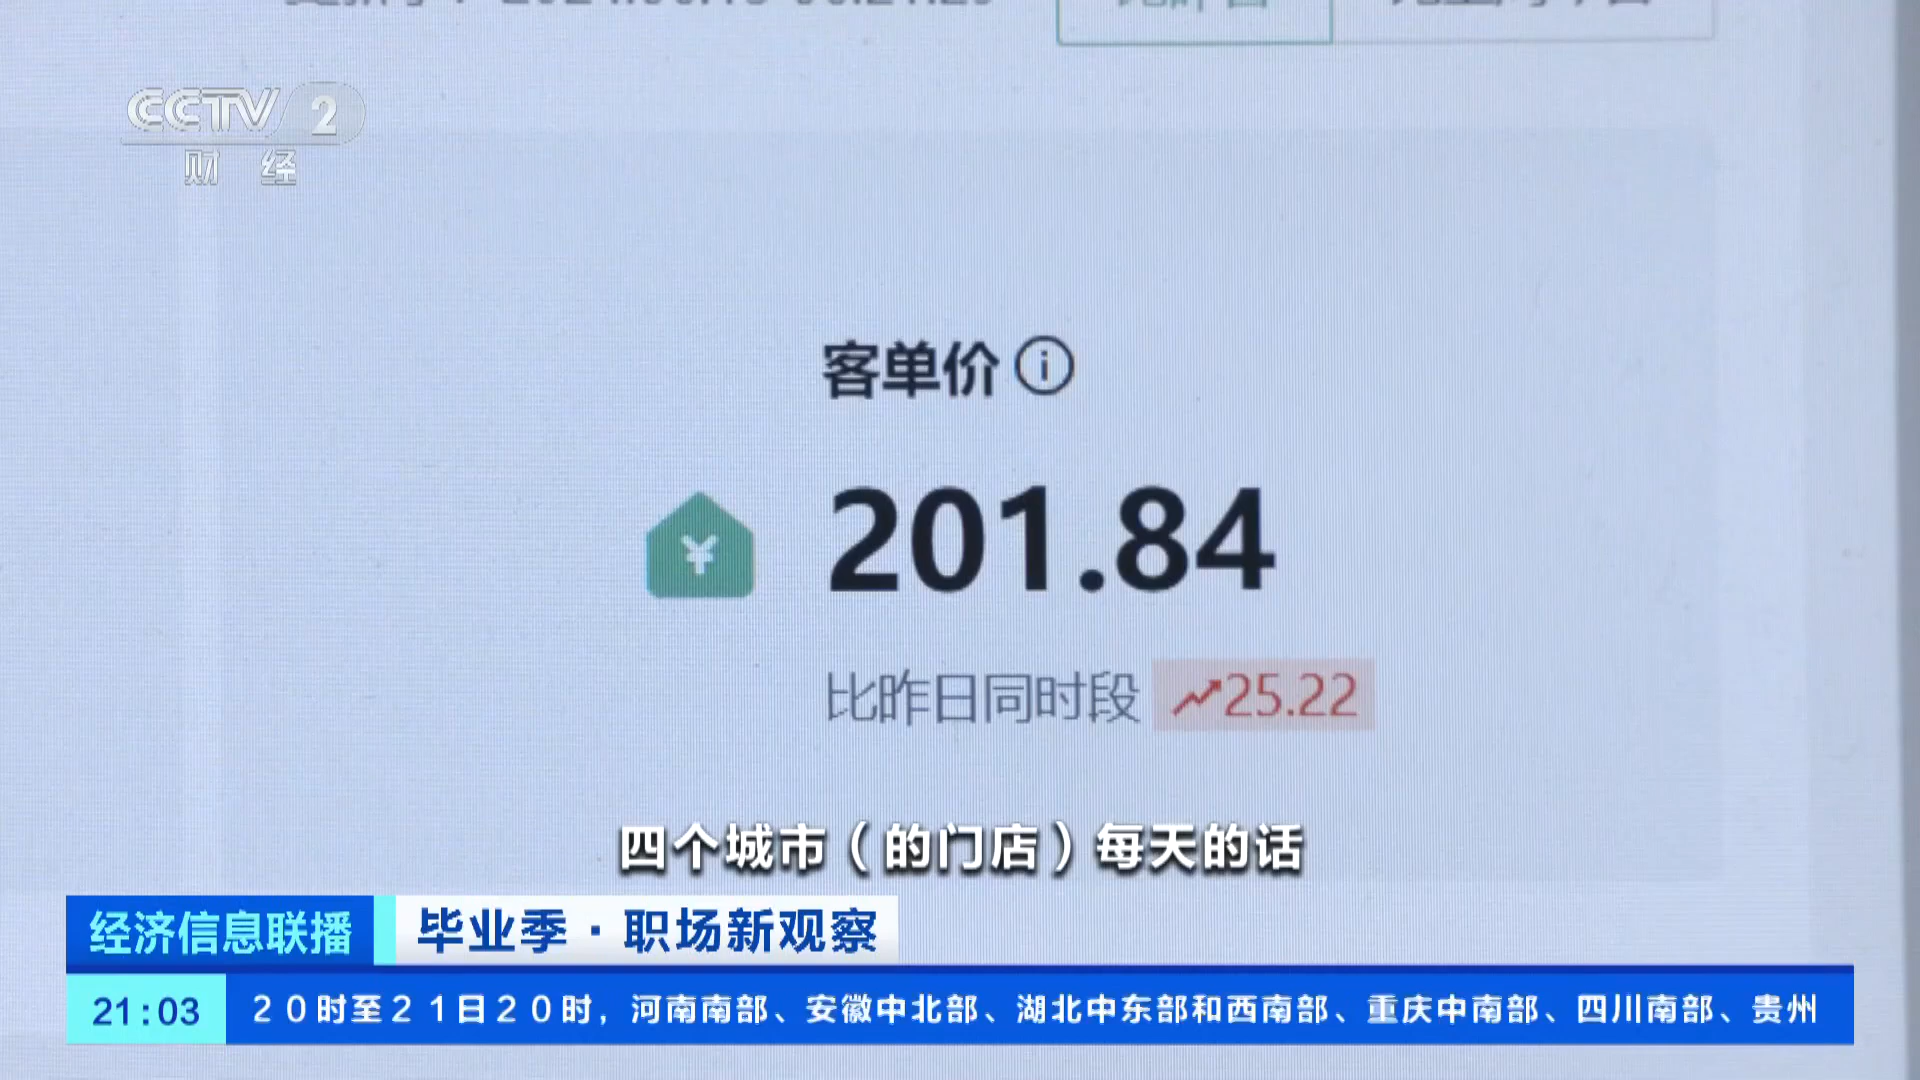 CCTV 2
财 经
客单价
¥ 201.84
比昨日同时段 25.22
四个城市（的门店）每天的话
经济信息联播 毕业季·职场新观察
21:03 20时至21日20时，河南南部、安徽中北部、湖北中东部和西南部、重庆中南部、四川南部、贵州